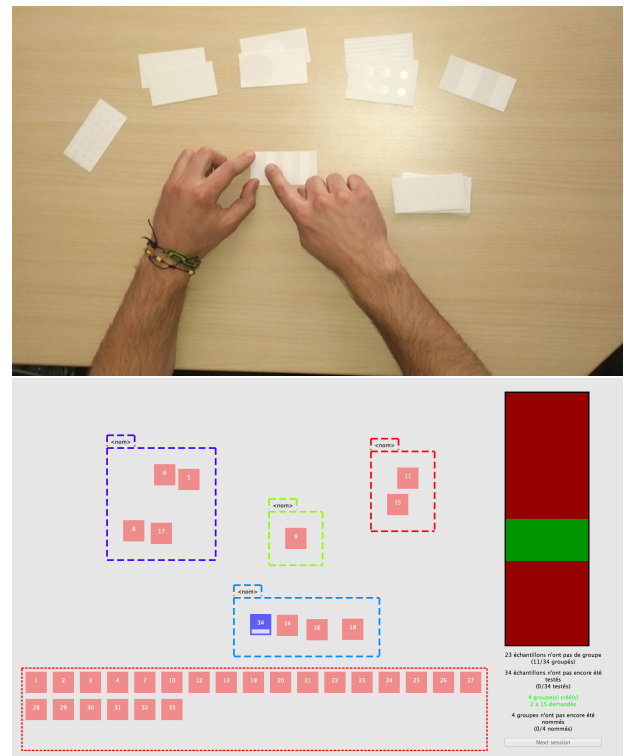 <nom>
6
5
8
17
<nom>
9
<nom>
11
15
<nom>
34
14
16
18
1 2 3 4 7 10 12 13 19 20 21 22 23 24 25 26 27
28 29 30 31 32 33
23 échantillons n'ont pas de groupe
(11/34 groupés)
34 échantillons n'ont pas encore été
testés
(0/34 testés)
4 groupe(s) créé(s)
2 à 15 demandés
4 groupes n'ont pas encore été
nommés
(0/4 nommés)
Next session